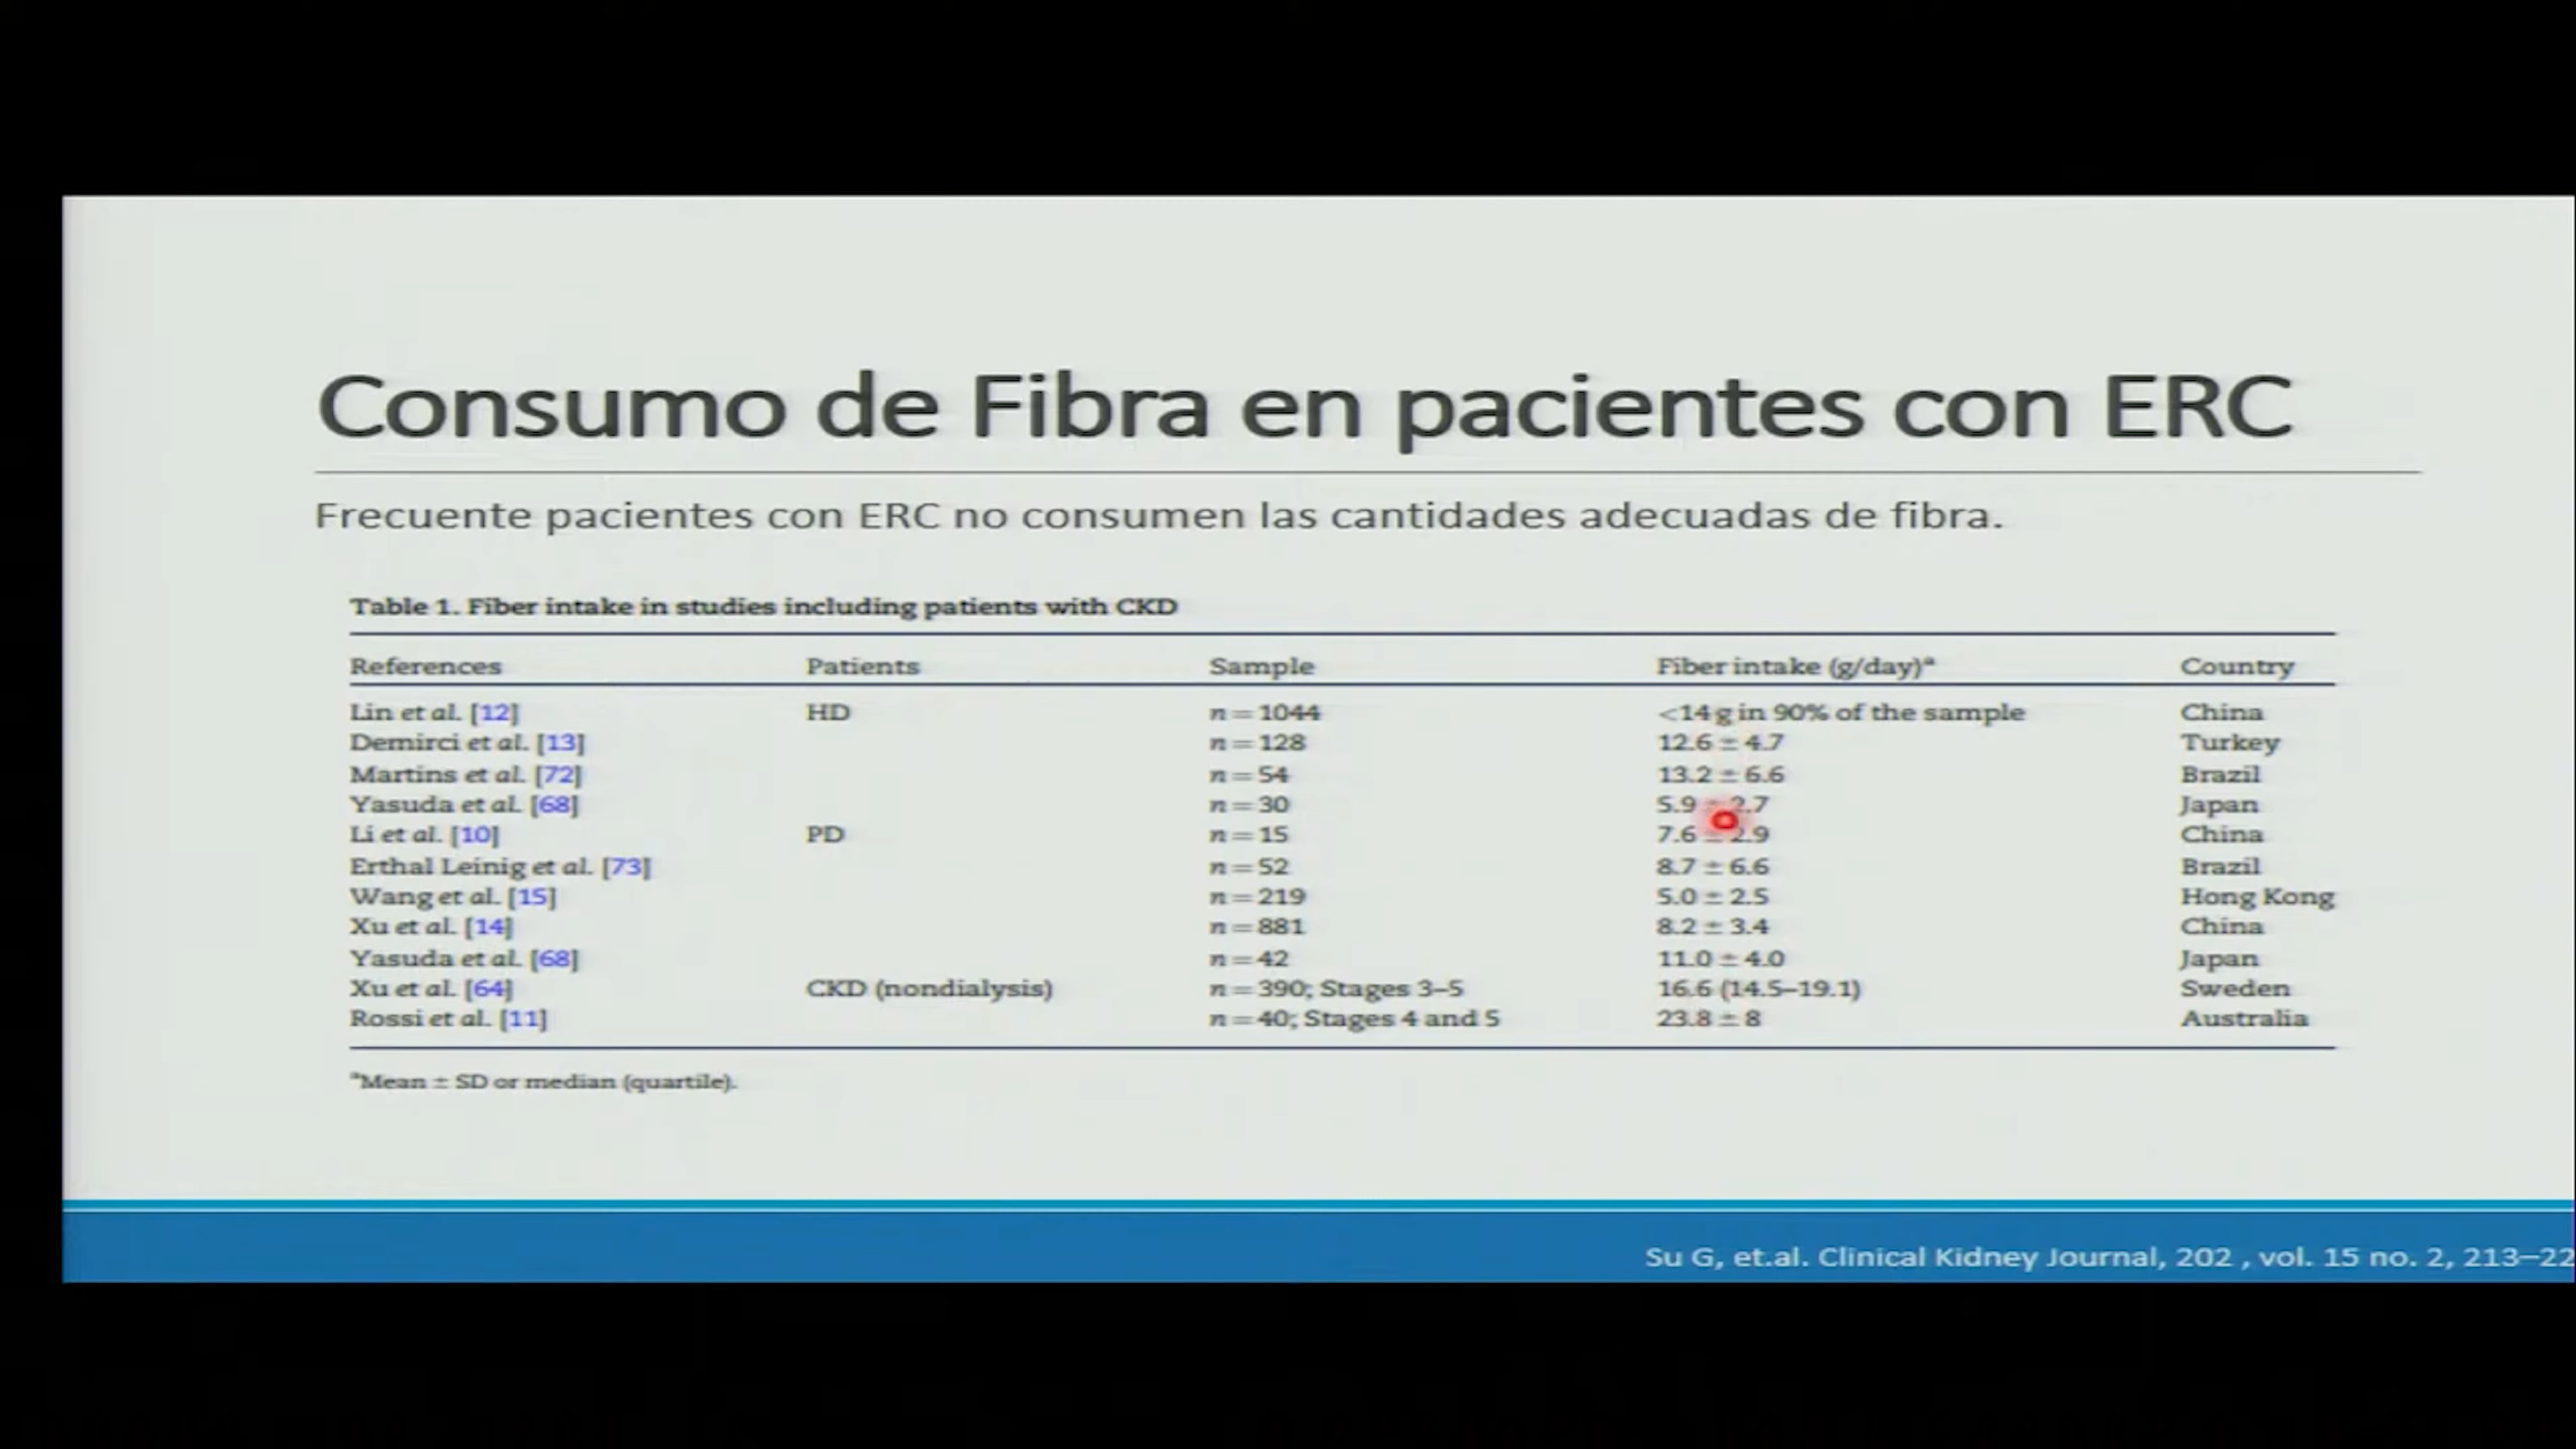 Consumo de Fibra en pacientes con ERC
Frecuente pacientes con ERC no consumen las cantidades adecuadas de fibra.
Table 1. Fiber intake in studies including patients with CKD
References Patients Sample Fiber intake (g/day)ª Country
Lin et al. [12] HD n = 1044 <14 g in 90% of the sample China
Demirci et al. [13] n = 128 12.6 ± 4.7 Turkey
Martins et al. [72] n = 54 13.2 ± 6.6 Brazil
Yasuda et al. [68] n = 30 5.9 ± 2.7 Japan
Li et al. [10] PD n = 15 7.6 ± 2.9 China
Erthal Leinig et al. [73] n = 52 8.7 ± 6.6 Brazil
Wang et al. [15] n = 219 5.0 ± 2.5 Hong Kong
Xu et al. [14] n = 881 8.2 ± 3.4 China
Yasuda et al. [68] n = 42 11.0 ± 4.0 Japan
Xu et al. [64] CKD (nondialysis) n = 390; Stages 3–5 16.6 (14.5–19.1) Sweden
Rossi et al. [11] n = 40; Stages 4 and 5 23.8 ± 8 Australia
ªMean ± SD or median (quartile).
Su G, et.al. Clinical Kidney Journal, 202 , vol. 15 no. 2, 213–22